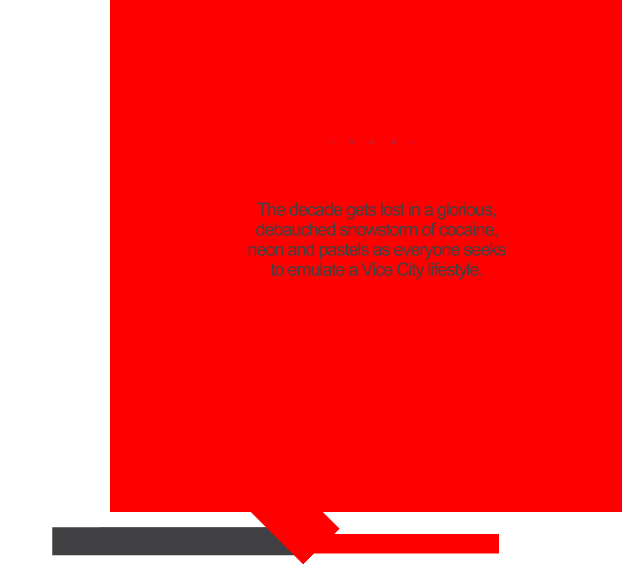 The decade gets lost in a glorious,
debauched snowstorm of cocaine,
neon and pastels as everyone seeks
to emulate a Vice City lifestyle.